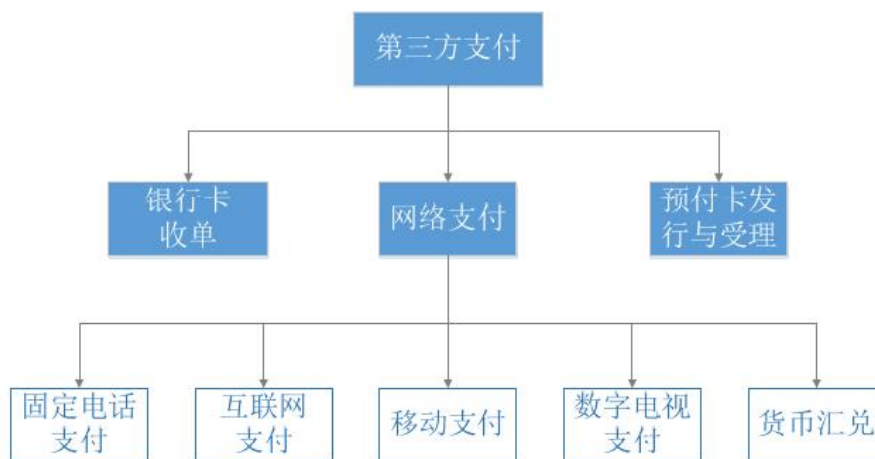 第三方支付
银行卡
收单
网络支付
预付卡发
行与受理
固定电话
支付
互联网
支付
移动支付
数字电视
支付
货币汇兑